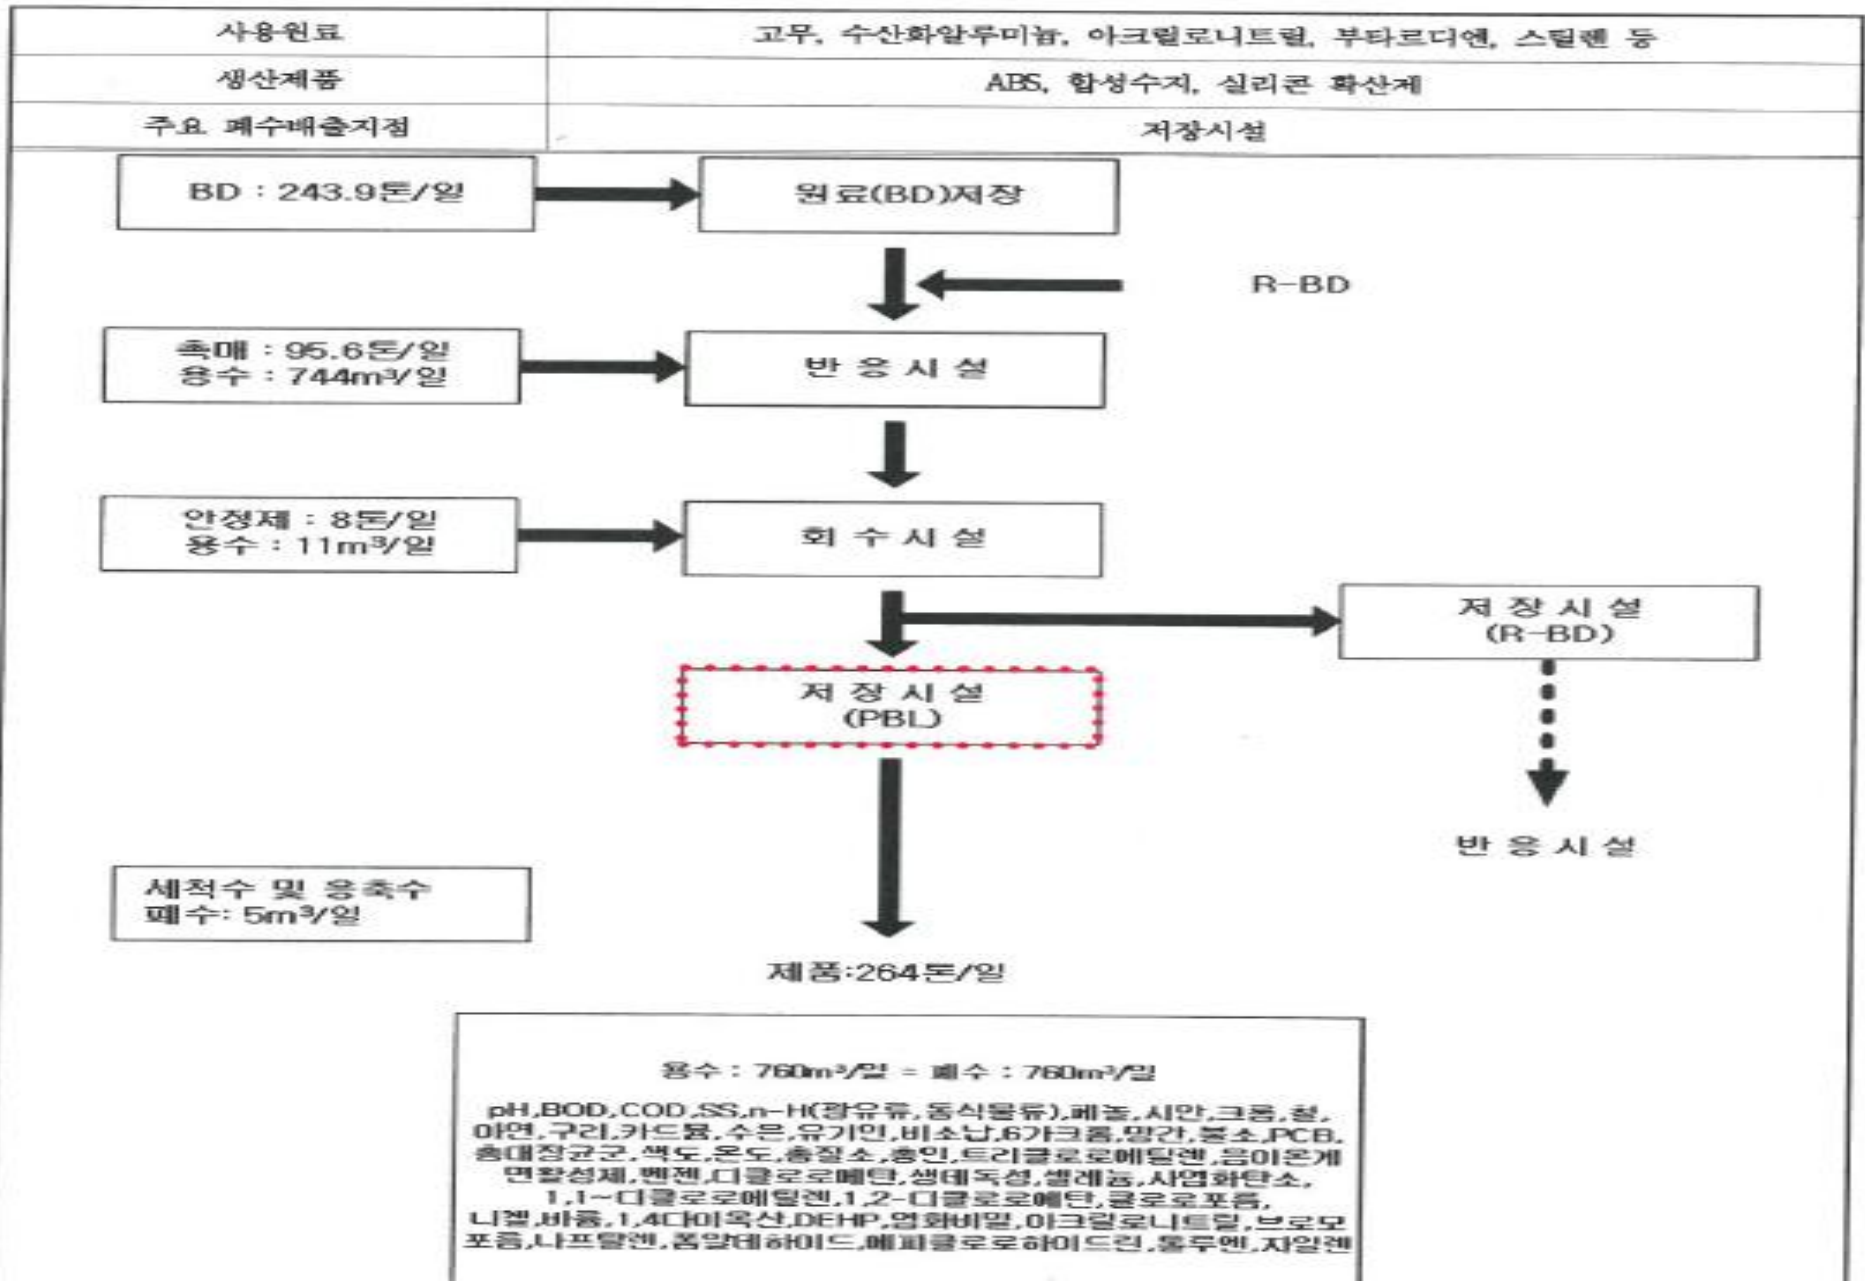 사용원료
고무, 수산화알루미늄, 아크릴로니트릴, 부타르디엔, 스틸렌 등
생산제품
ABS, 합성수지, 실리콘 확산제
주요 폐수배출지점
저장시설
BD : 243.9톤/일
원료(BD)저장
R-BD
촉매 : 95.6톤/일
용수 : 744m³/일
반 응 시 설
안정제 : 8톤/일
용수 : 11m³/일
회 수 시 설
저 장 시 설
(R-BD)
저 장 시 설
(PBL)
반 응 시 설
세척수 및 응축수
폐수: 5m³/일
제품:264톤/일
용수 : 760m³/일 = 폐수 : 760m³/일
pH,BOD,COD,SS,n-H(광유류,동식물류),페놀,시안,크롬,철,
아연,구리,카드뮴,수은,유기인,비소납,6가크롬,망간,불소,PCB,
총대장균군,색도,온도,총질소,총인,트리클로로에틸렌,음이온계
면활성제,벤젠,디클로로메탄,생태독성,셀레늄,사염화탄소,
1,1~디클로로에틸렌,1,2-디클로로에탄,클로로포름,
니켈,바륨,1,4다이옥산,DEHP,염화비닐,아크릴로니트릴,브로모
포름,나프탈렌,폼알데하이드,에피클로로하이드린,톨루엔,자일렌